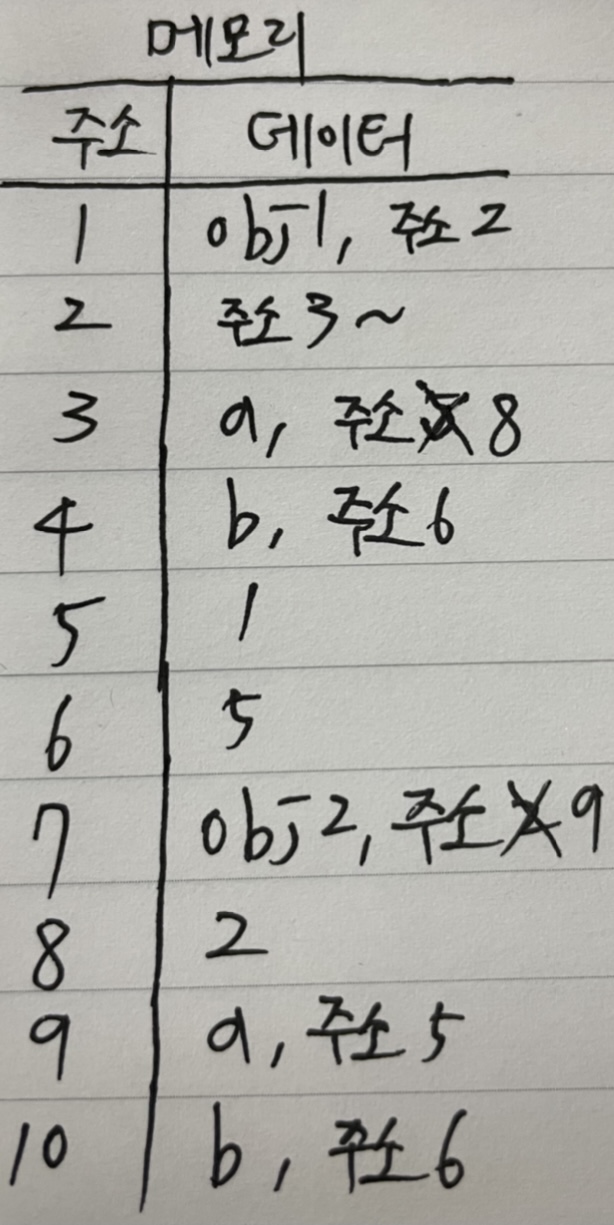 메모리
주소 데이터
1 obj1, 주소 2
2 주소 3~
3 a, 주소 8
4 b, 주소 6
5 1
6 5
7 obj2, 주소 9
8 2
9 a, 주소 5
10 b, 주소 6